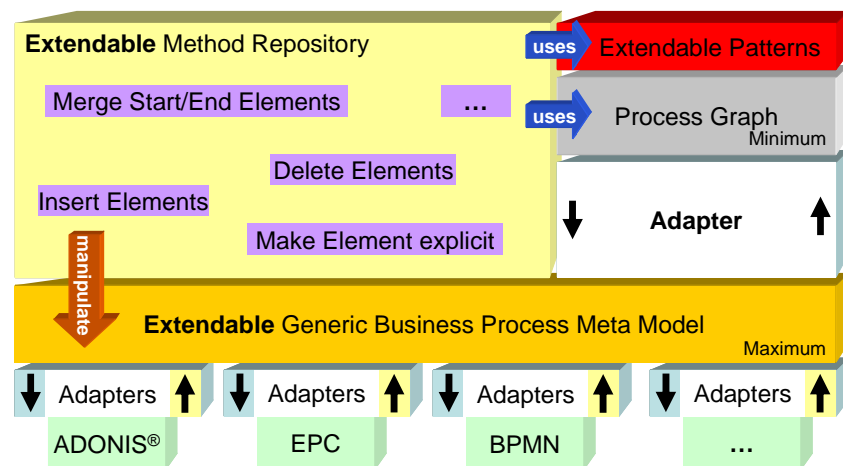 Extendable Method Repository
uses
Extendable Patterns
Merge Start/End Elements
...
uses
Process Graph
Minimum
Delete Elements
Insert Elements
Adapter
Make Element explicit
manipulate
Extendable Generic Business Process Meta Model
Maximum
Adapters
Adapters
Adapters
Adapters
ADONIS®
EPC
BPMN
...